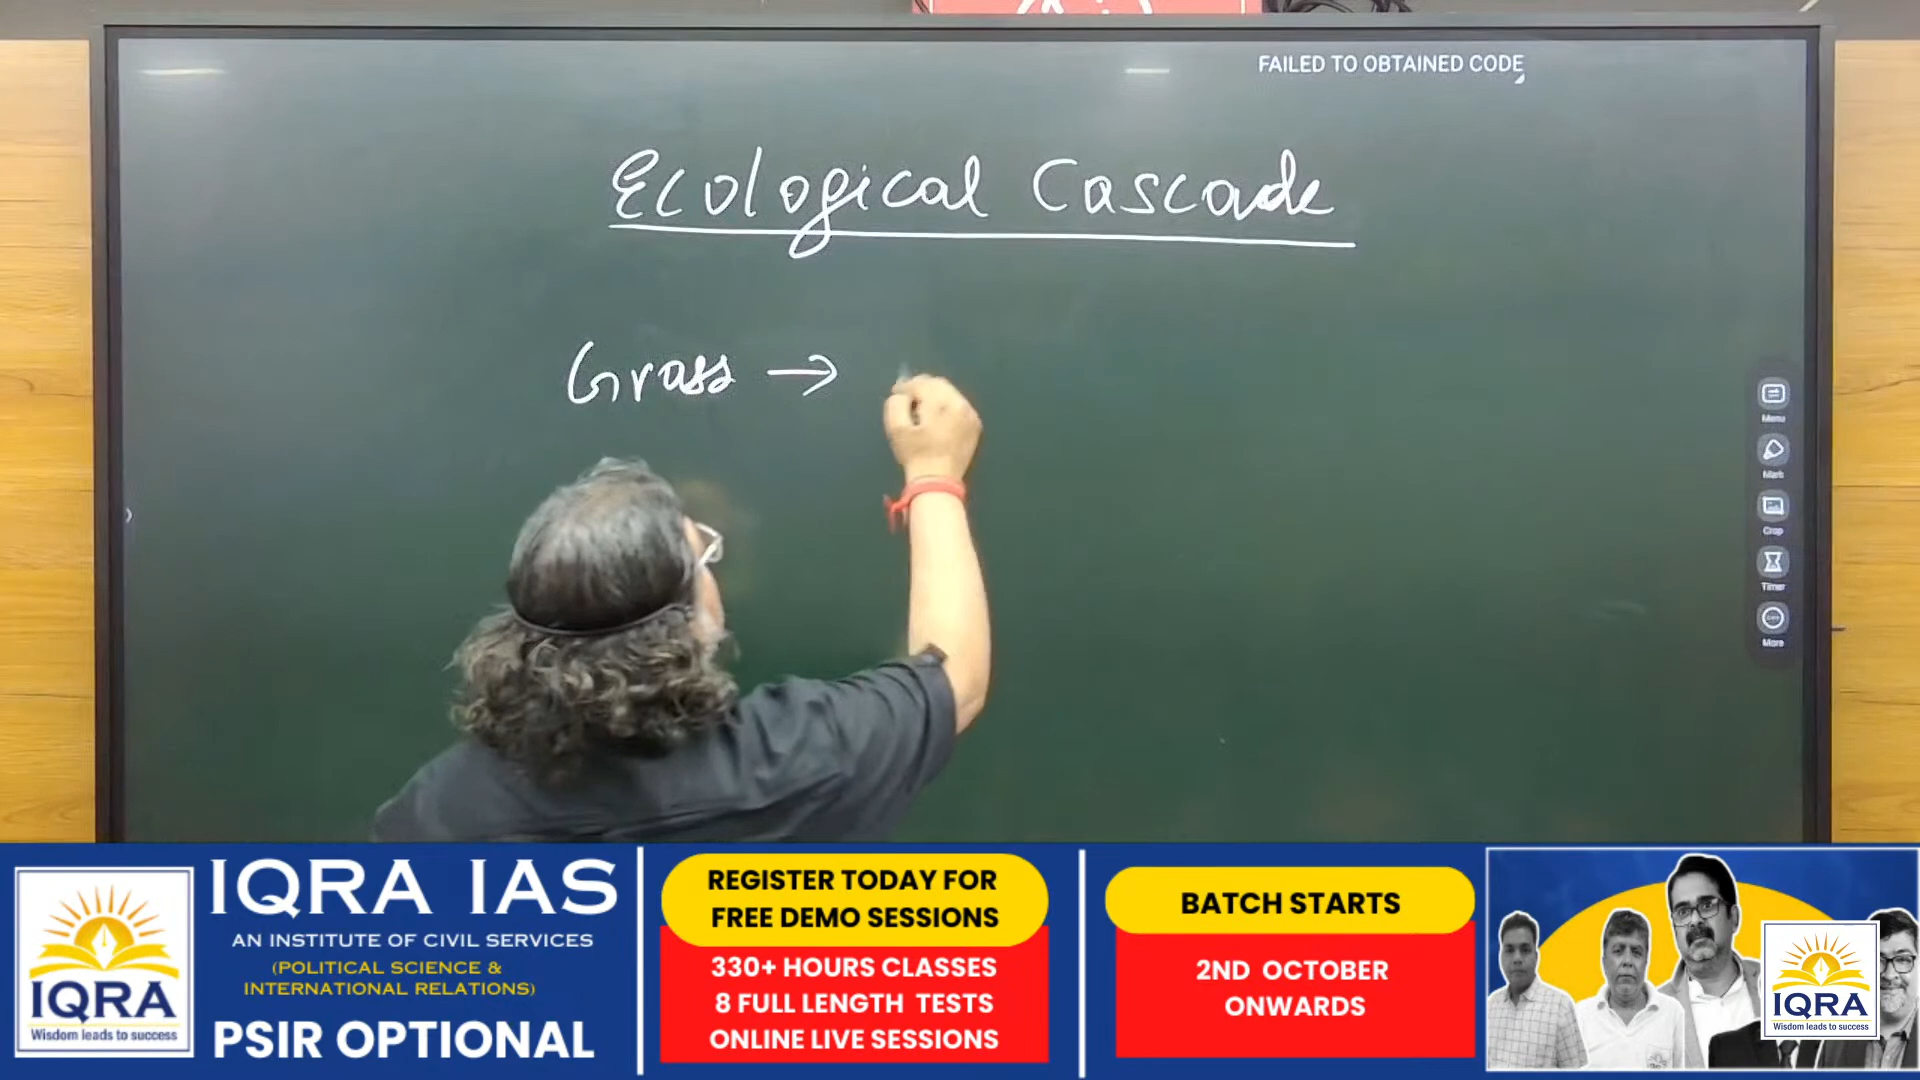 FAILED TO OBTAINED CODE
Ecological Cascade
Grass →
Menu
Mark
Crop
Timer
More
IQRA
Wisdom leads to success
IQRA IAS
AN INSTITUTE OF CIVIL SERVICES
(POLITICAL SCIENCE &
INTERNATIONAL RELATIONS)
PSIR OPTIONAL
REGISTER TODAY FOR
FREE DEMO SESSIONS
330+ HOURS CLASSES
8 FULL LENGTH TESTS
ONLINE LIVE SESSIONS
BATCH STARTS
2ND OCTOBER
ONWARDS
IQRA
Wisdom leads to success